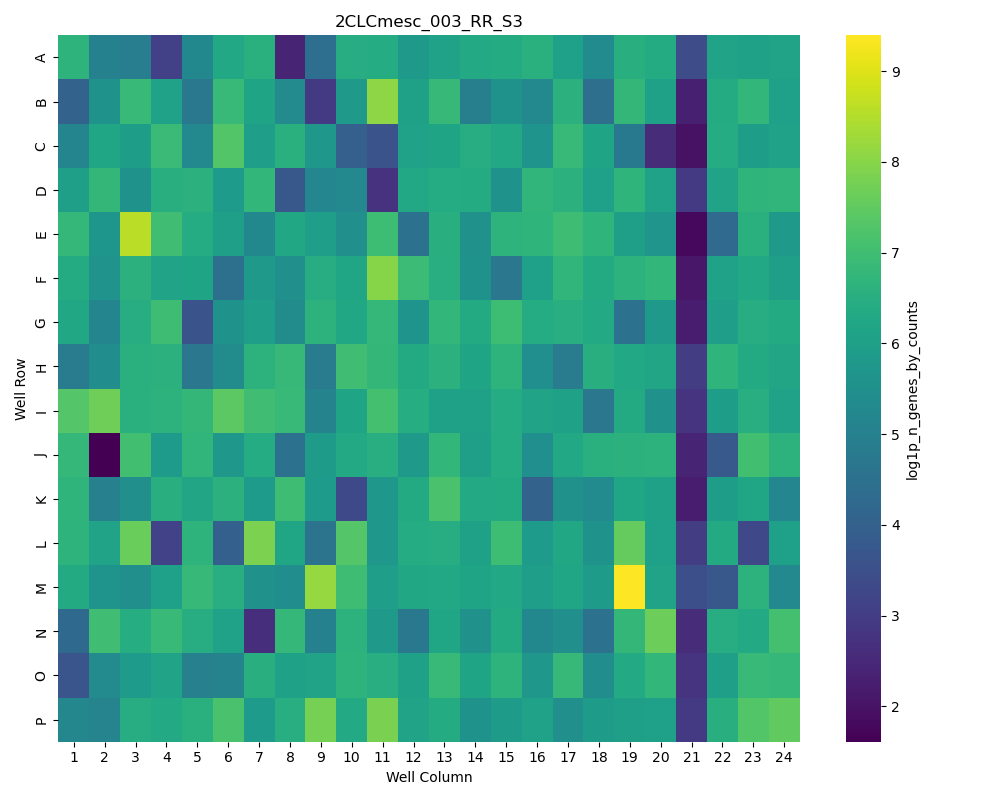 2CLCmesc_003_RR_S3
A
B
C
D
E
F
G
H
I
J
K
L
M
N
O
P
Well Row
1 2 3 4 5 6 7 8 9 10 11 12 13 14 15 16 17 18 19 20 21 22 23 24
Well Column
9
8
7
6
5
4
3
2
log1p_n_genes_by_counts